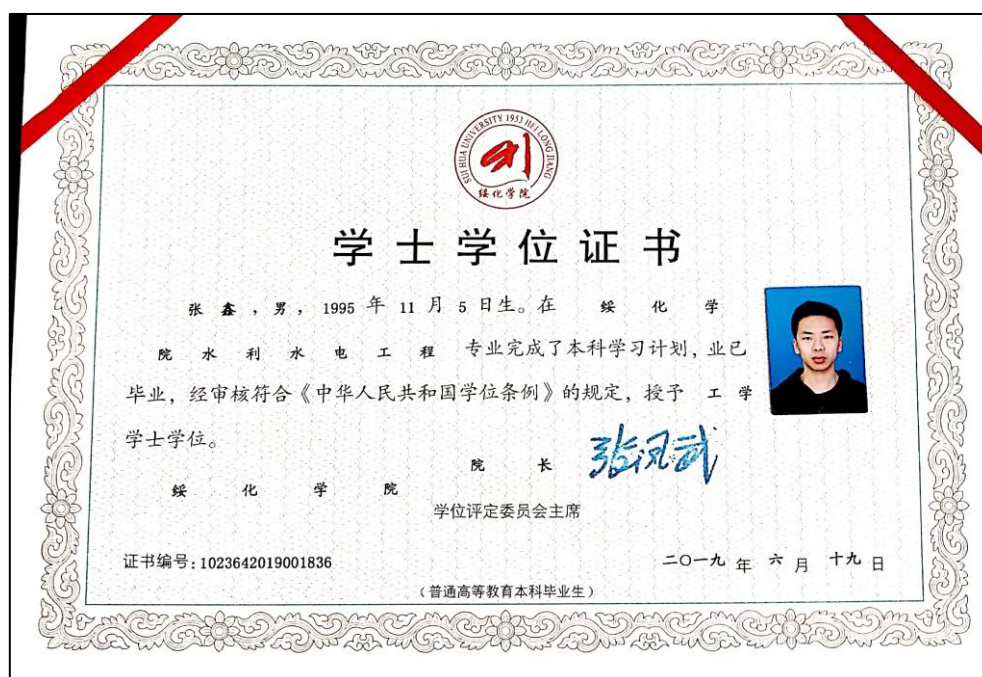 SUI HUA UNIVERSITY 1953 HEI LONG JIANG
绥化学院
学士学位证书
张鑫，男，1995 年 11 月 5 日生。在 绥 化 学
院 水 利 水 电 工 程 专业完成了本科学习计划，业已
毕业，经审核符合《中华人民共和国学位条例》的规定，授予 工 学
学士学位。
院 长 张凤武
绥 化 学 院
学位评定委员会主席
证书编号：1023642019001836
二〇一九 年 六 月 十九 日
（普通高等教育本科毕业生）